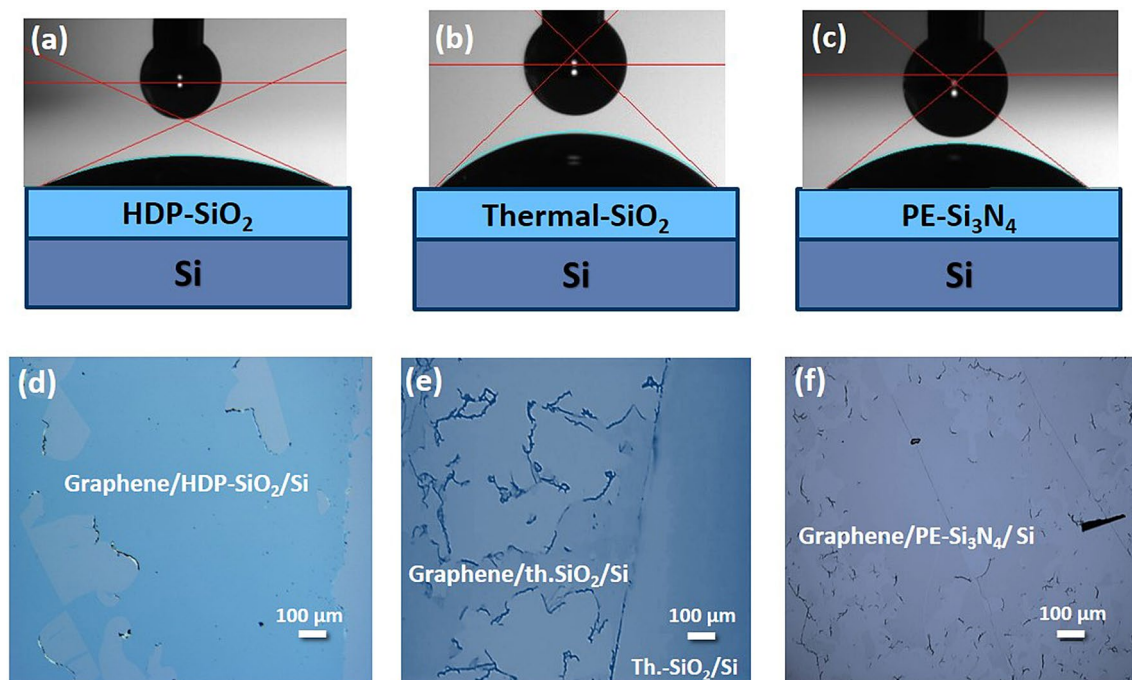 (a)
(b)
(c)
HDP-SiO₂
Thermal-SiO₂
PE-Si₃N₄
Si
Si
Si
(d)
(e)
(f)
Graphene/HDP-SiO₂/Si
Graphene/th.SiO₂/Si
Graphene/PE-Si₃N₄/ Si
100 µm
100 µm
100 µm
Th.-SiO₂/Si